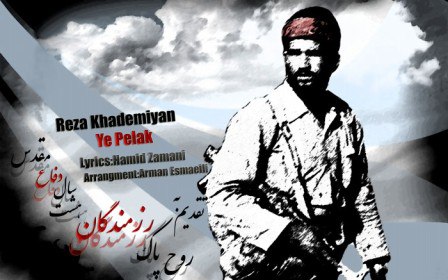 Reza Khademiyan
Ye Pelak
Lyrics:Hamid Zamani
Arrangment:Arman Esmaeili
تقدیم به
روح پاک
رزمندگان
هشت
سال
دفاع
مقدس